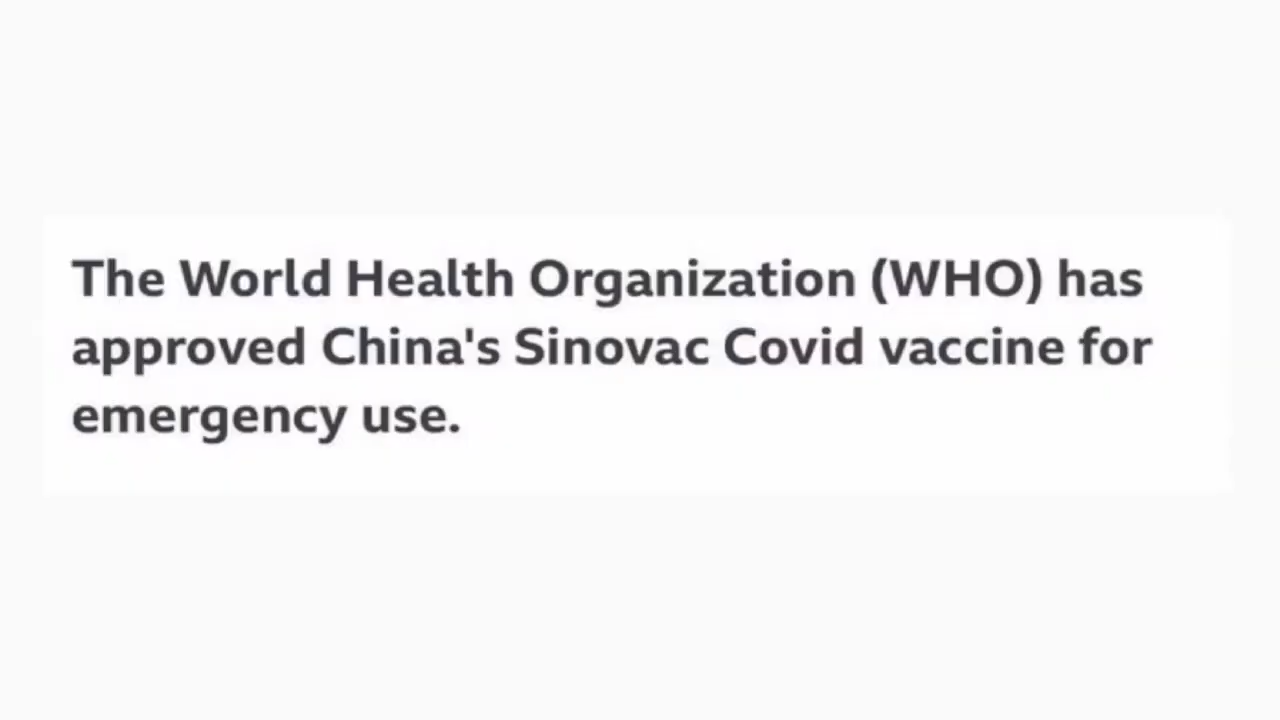 The World Health Organization (WHO) has
approved China's Sinovac Covid vaccine for
emergency use.